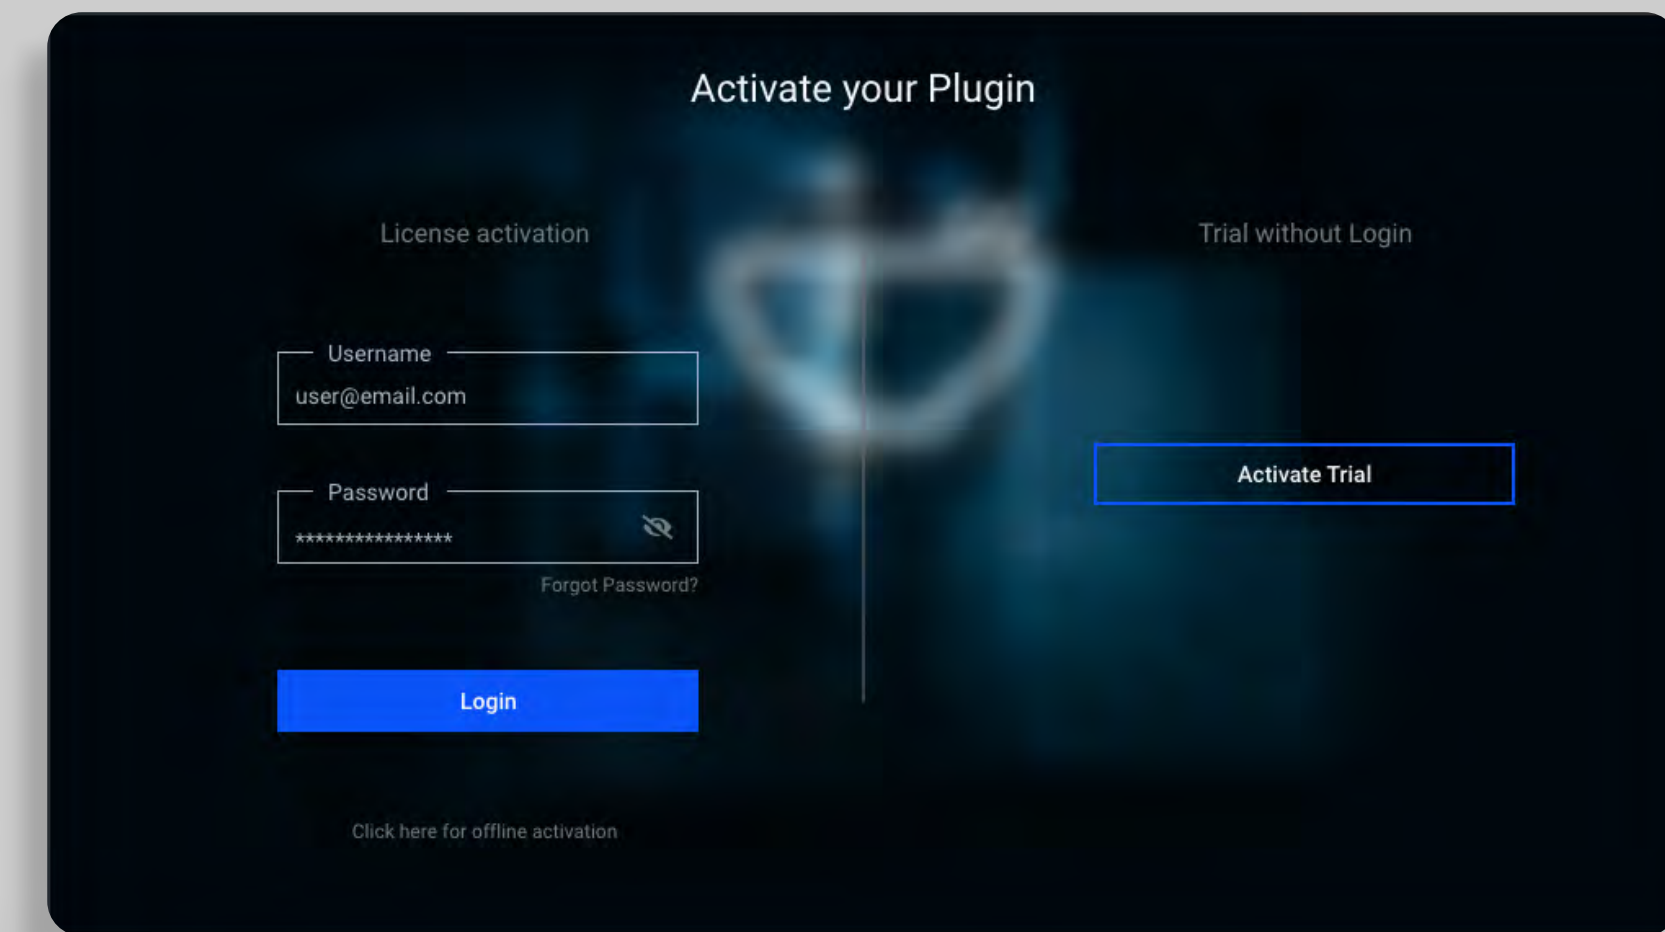 Activate your Plugin
License activation
Username
user@email.com
Password
****************
Forgot Password?
Login
Click here for offline activation
Trial without Login
Activate Trial